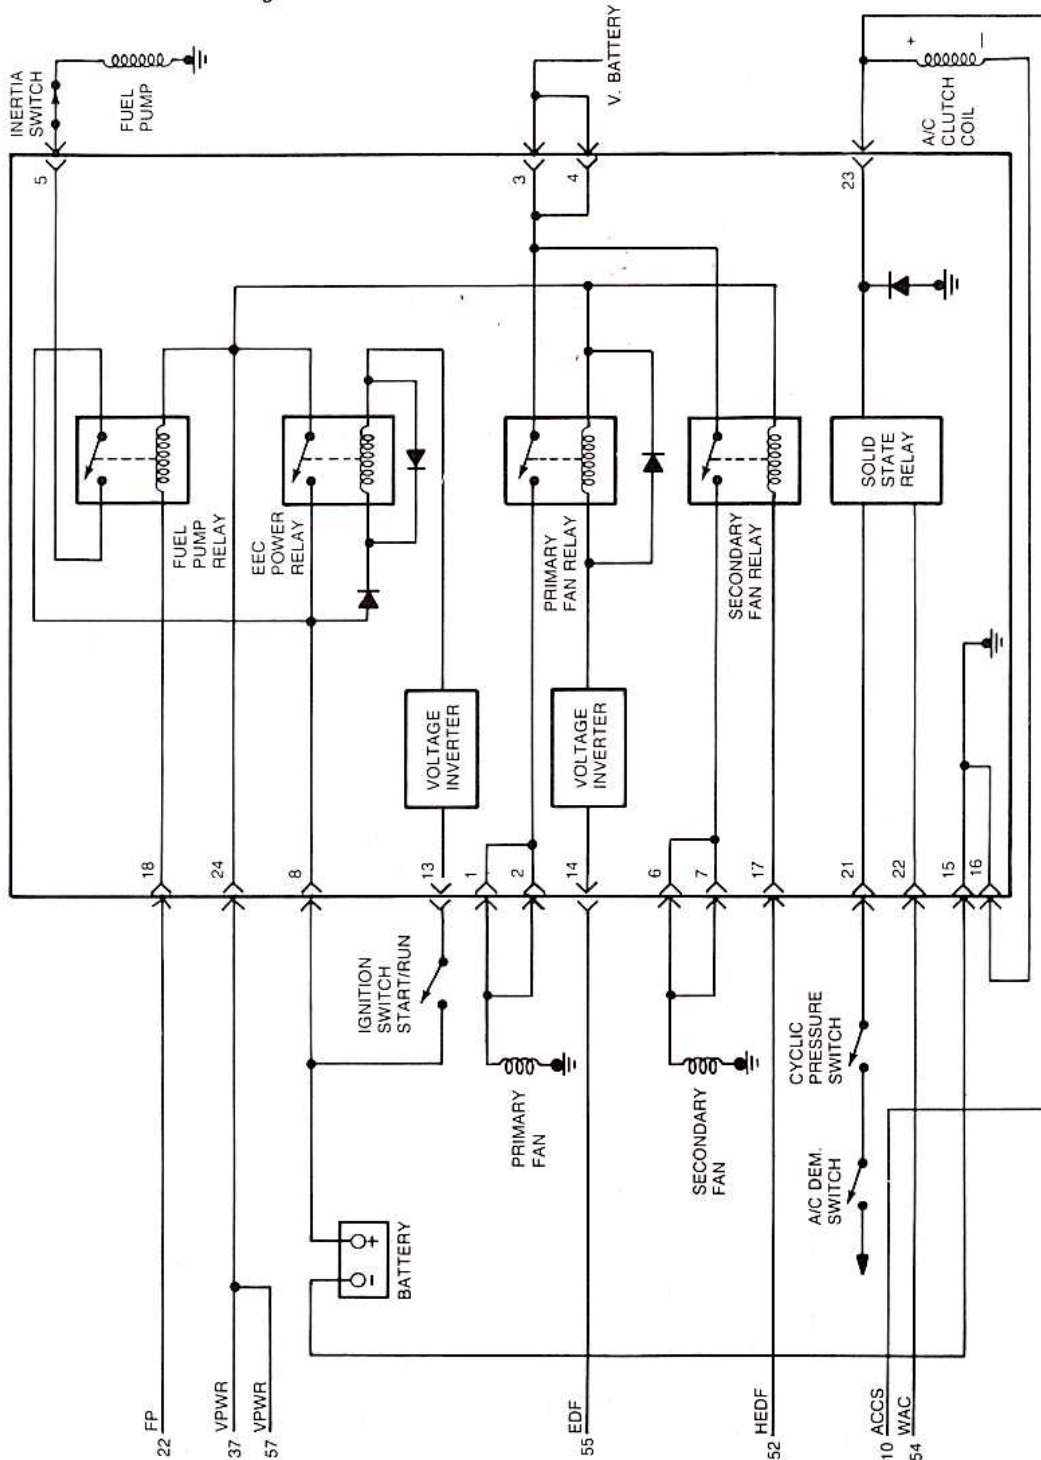 INERTIA
SWITCH
FUEL
PUMP
V. BATTERY
+
−
A/C
CLUTCH
COIL
5
3
4
23
FUEL
PUMP
RELAY
EEC
POWER
RELAY
PRIMARY
FAN RELAY
SECONDARY
FAN RELAY
SOLID
STATE
RELAY
VOLTAGE
INVERTER
VOLTAGE
INVERTER
18
24
8
13
1
2
14
6
7
17
21
22
15
16
IGNITION
SWITCH
START/RUN
PRIMARY
FAN
SECONDARY
FAN
CYCLIC
PRESSURE
SWITCH
A/C DEM.
SWITCH
+
-
BATTERY
22 FP
37 VPWR
57 VPWR
55 EDF
52 HEDF
10 ACCS
54 WAC